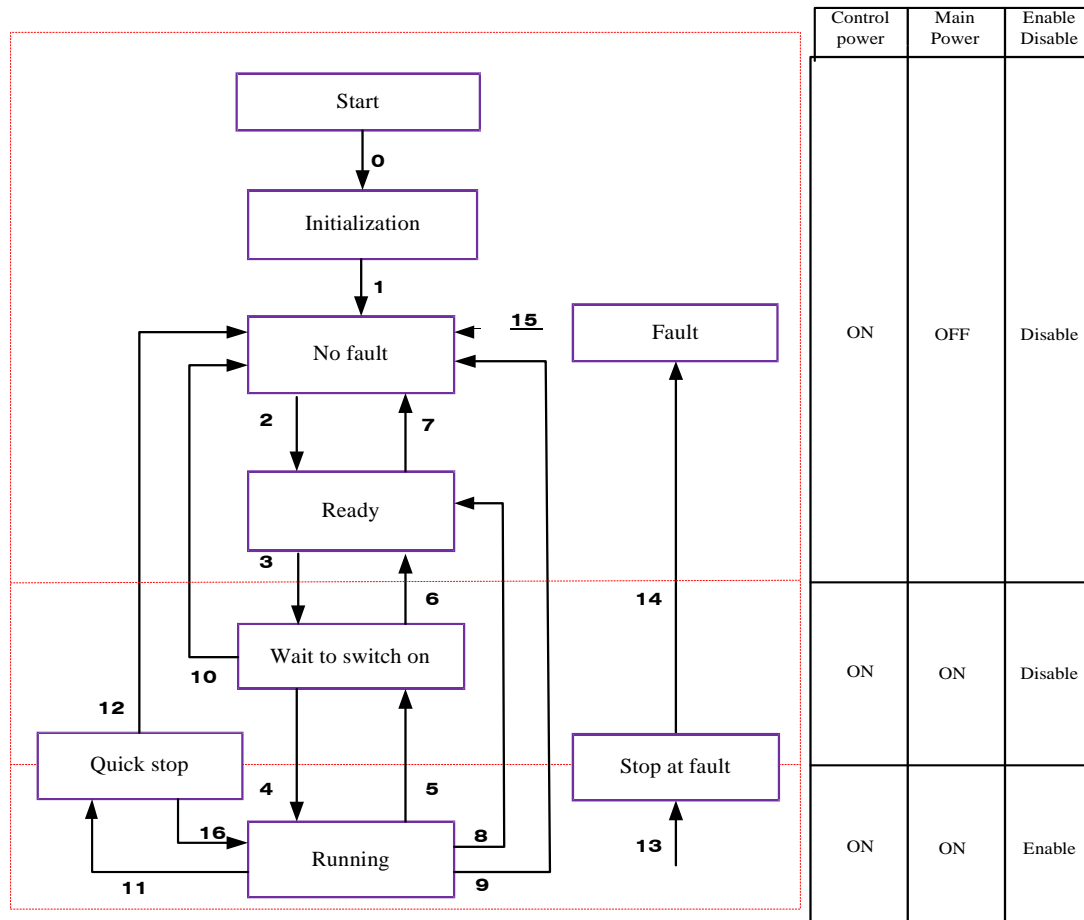 Control power
Main Power
Enable Disable
Start
0
Initialization
1
15
No fault
Fault
ON
OFF
Disable
2
7
Ready
3
6
14
Wait to switch on
10
ON
ON
Disable
12
Quick stop
Stop at fault
4
5
16
8
13
Running
ON
ON
Enable
11
9